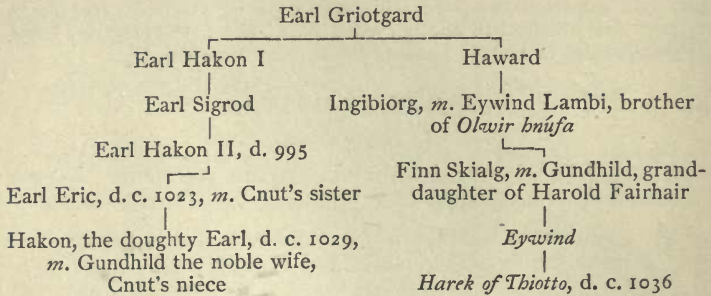 Earl Griotgard
Earl Hakon I
Earl Sigrod
Earl Hakon II, d. 995
Earl Eric, d. c. 1023, m. Cnut's sister
Hakon, the doughty Earl, d. c. 1029,
m. Gundhild the noble wife,
Cnut's niece
Haward
Ingibiorg, m. Eywind Lambi, brother
of Olwir hnúfa
Finn Skialg, m. Gundhild, grand-
daughter of Harold Fairhair
Eywind
Harek of Thiotto, d. c. 1036